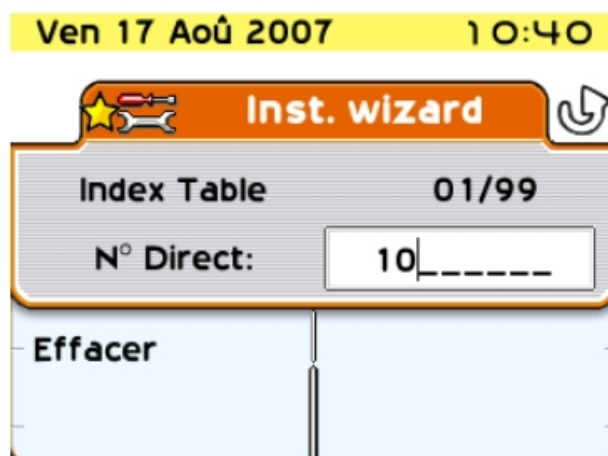 Ven 17 Aoû 2007 10:40
Inst. wizard
Index Table 01/99
N° Direct: 10______
Effacer